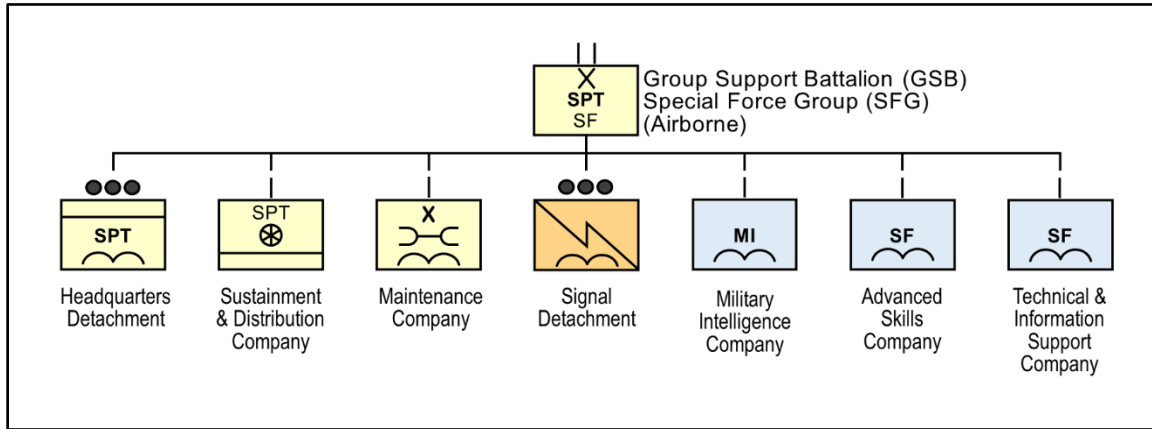 SPT
SF
Group Support Battalion (GSB)
Special Force Group (SFG)
(Airborne)
SPT
Headquarters
Detachment
SPT
Sustainment
& Distribution
Company
X
Maintenance
Company
Signal
Detachment
MI
Military
Intelligence
Company
SF
Advanced
Skills
Company
SF
Technical &
Information
Support
Company